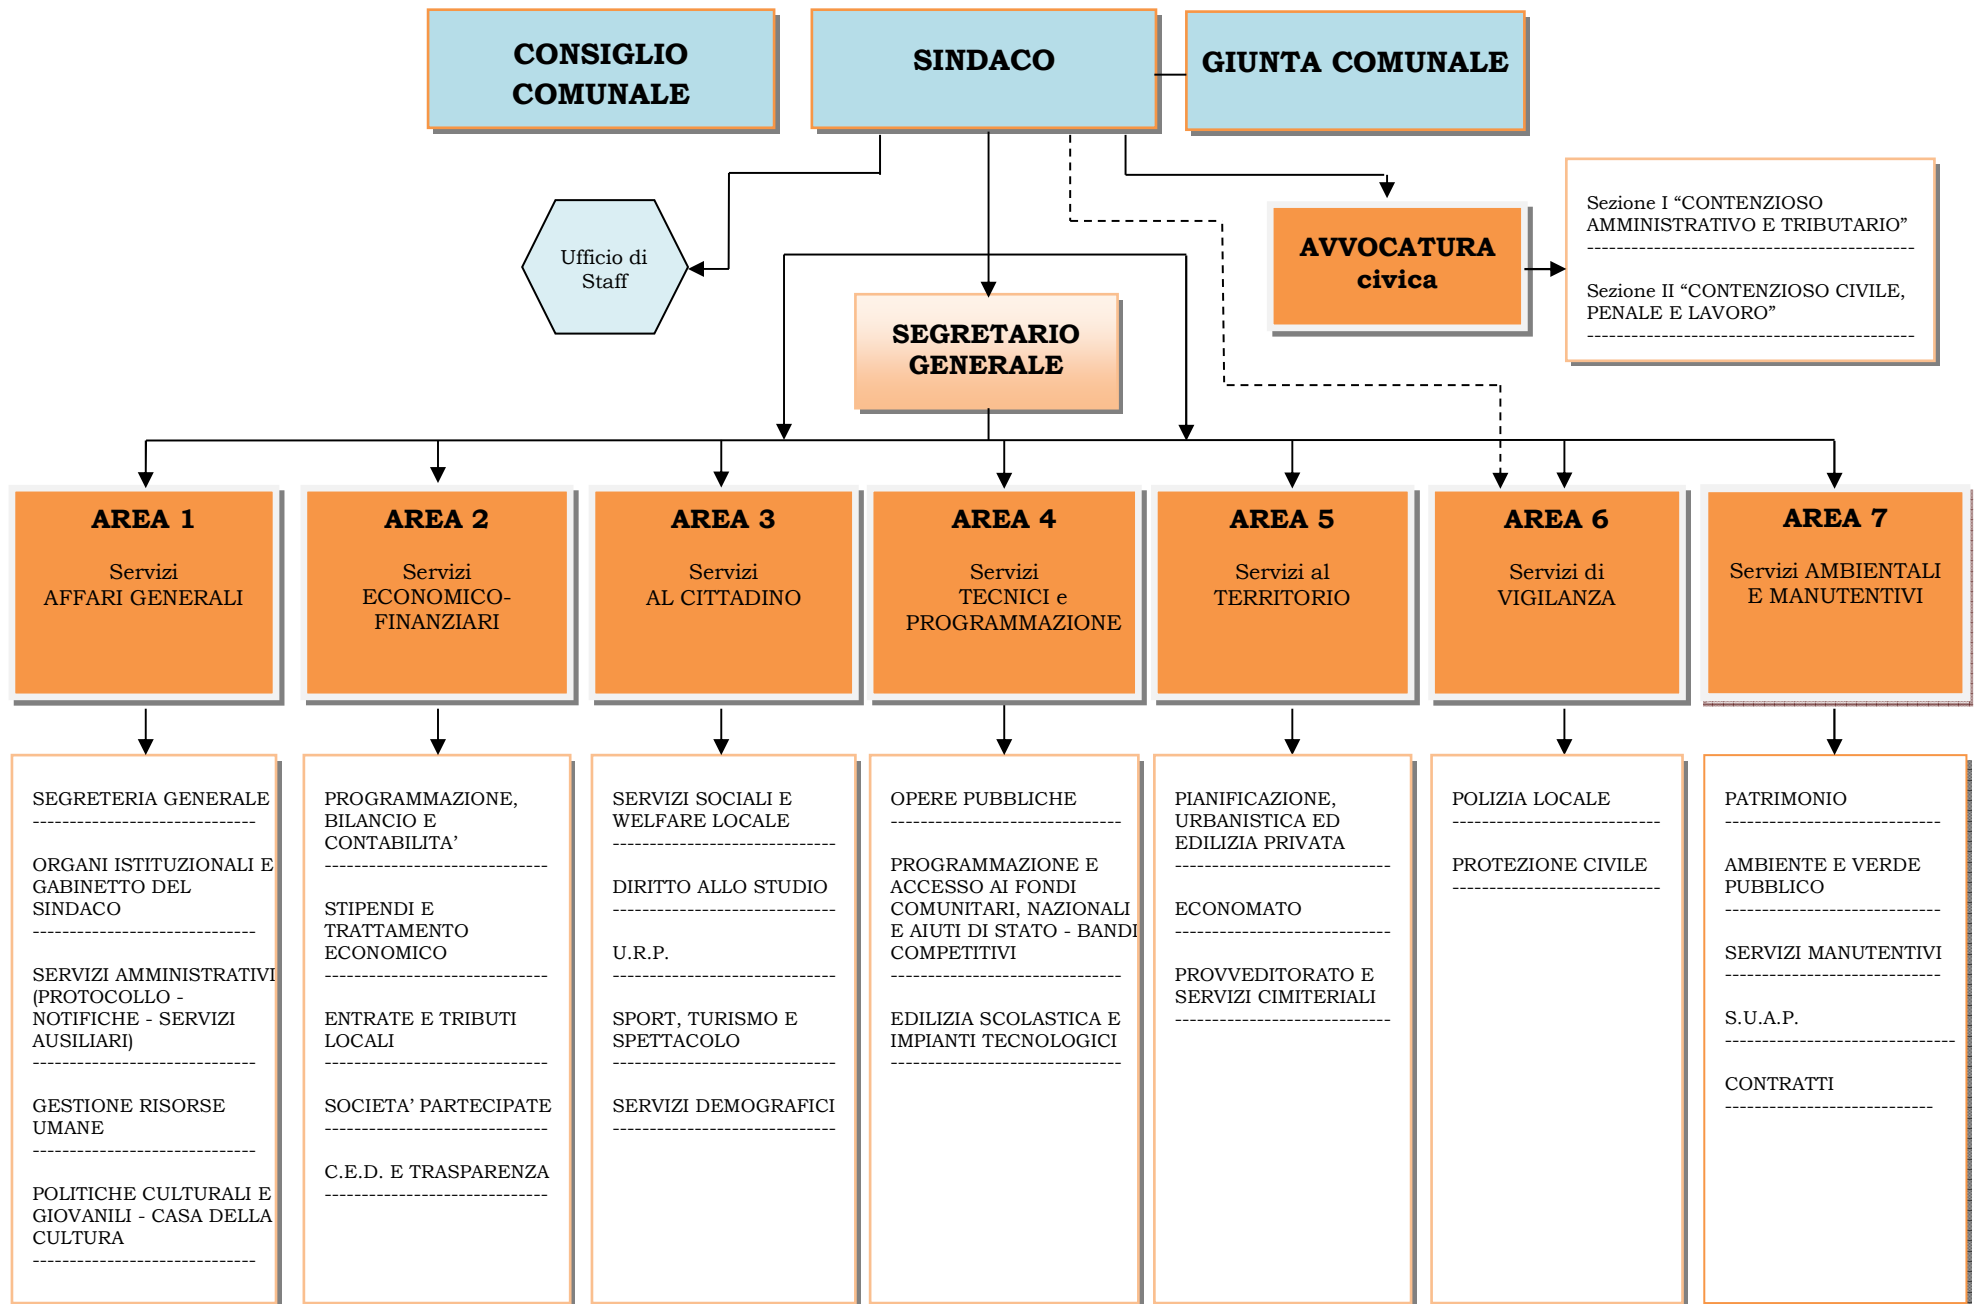 CONSIGLIO
COMUNALE
SINDACO
GIUNTA COMUNALE
Ufficio di
Staff
SEGRETARIO
GENERALE
AVVOCATURA
civica
Sezione I “CONTENZIOSO
AMMINISTRATIVO E TRIBUTARIO”
Sezione II “CONTENZIOSO CIVILE,
PENALE E LAVORO”
AREA 1
Servizi
AFFARI GENERALI
AREA 2
Servizi
ECONOMICO-
FINANZIARI
AREA 3
Servizi
AL CITTADINO
AREA 4
Servizi
TECNICI e
PROGRAMMAZIONE
AREA 5
Servizi al
TERRITORIO
AREA 6
Servizi di
VIGILANZA
AREA 7
Servizi AMBIENTALI
E MANUTENTIVI
SEGRETERIA GENERALE
ORGANI ISTITUZIONALI E
GABINETTO DEL
SINDACO
SERVIZI AMMINISTRATIVI
(PROTOCOLLO -
NOTIFICHE - SERVIZI
AUSILIARI)
GESTIONE RISORSE
UMANE
POLITICHE CULTURALI E
GIOVANILI - CASA DELLA
CULTURA
PROGRAMMAZIONE,
BILANCIO E
CONTABILITA’
STIPENDI E
TRATTAMENTO
ECONOMICO
ENTRATE E TRIBUTI
LOCALI
SOCIETA’ PARTECIPATE
C.E.D. E TRASPARENZA
SERVIZI SOCIALI E
WELFARE LOCALE
DIRITTO ALLO STUDIO
U.R.P.
SPORT, TURISMO E
SPETTACOLO
SERVIZI DEMOGRAFICI
OPERE PUBBLICHE
PROGRAMMAZIONE E
ACCESSO AI FONDI
COMUNITARI, NAZIONALI
E AIUTI DI STATO - BANDI
COMPETITIVI
EDILIZIA SCOLASTICA E
IMPIANTI TECNOLOGICI
PIANIFICAZIONE,
URBANISTICA ED
EDILIZIA PRIVATA
ECONOMATO
PROVVEDITORATO E
SERVIZI CIMITERIALI
POLIZIA LOCALE
PROTEZIONE CIVILE
PATRIMONIO
AMBIENTE E VERDE
PUBBLICO
SERVIZI MANUTENTIVI
S.U.A.P.
CONTRATTI